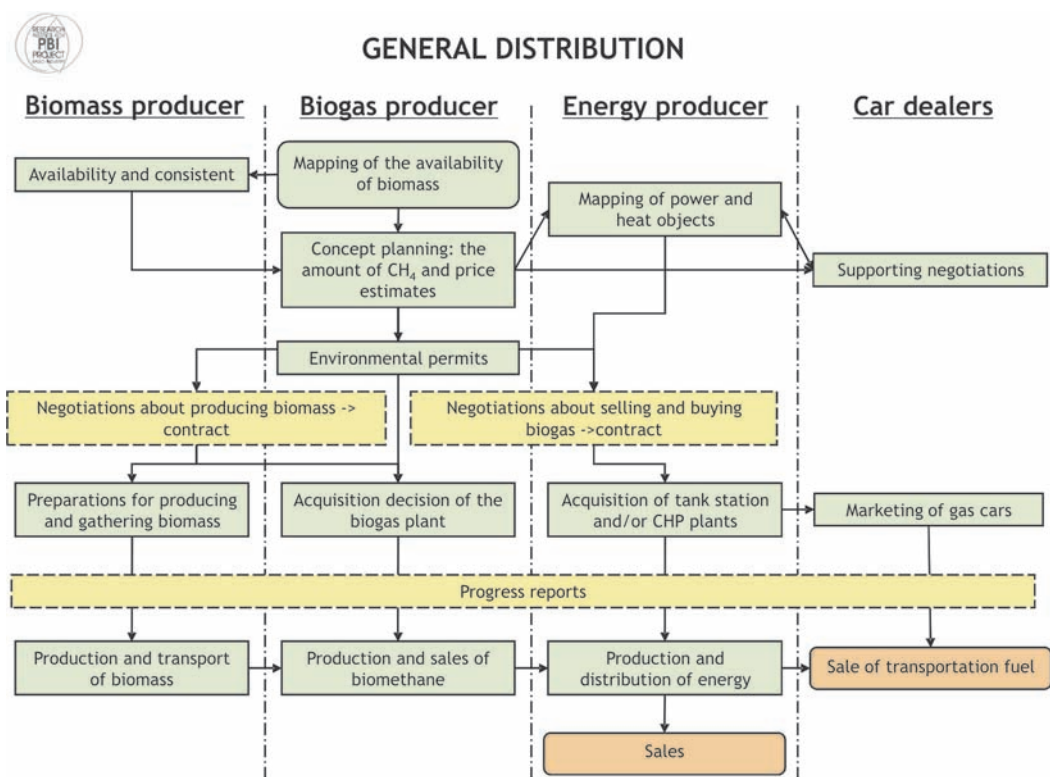 RESEARCH
PBI
PROJECT
GENERAL DISTRIBUTION
Biomass producer
Biogas producer
Energy producer
Car dealers
Mapping of the availability
of biomass
Availability and consistent
Mapping of power and
heat objects
Concept planning: the
amount of CH₄ and price
estimates
Supporting negotiations
Environmental permits
Negotiations about producing biomass ->
contract
Negotiations about selling and buying
biogas ->contract
Preparations for producing
and gathering biomass
Acquisition decision of the
biogas plant
Acquisition of tank station
and/or CHP plants
Marketing of gas cars
Progress reports
Production and transport
of biomass
Production and sales of
biomethane
Production and
distribution of energy
Sale of transportation fuel
Sales